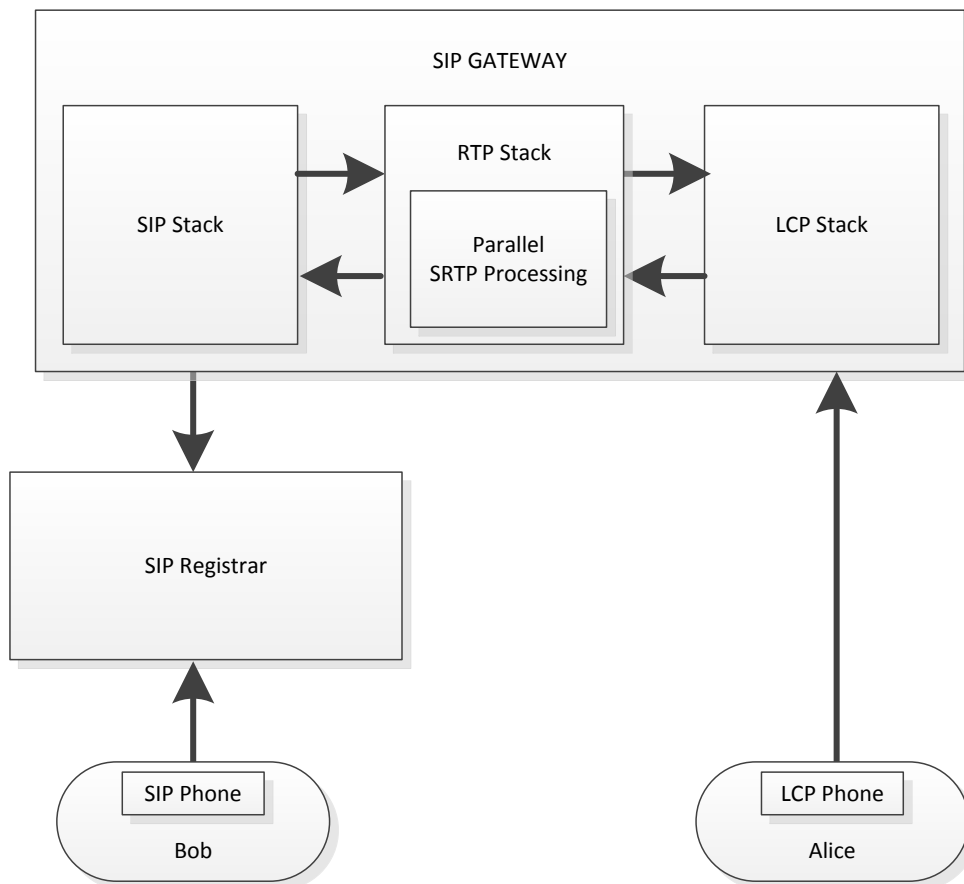 SIP GATEWAY
SIP Stack
RTP Stack
Parallel
SRTP Processing
LCP Stack
SIP Registrar
SIP Phone
Bob
LCP Phone
Alice